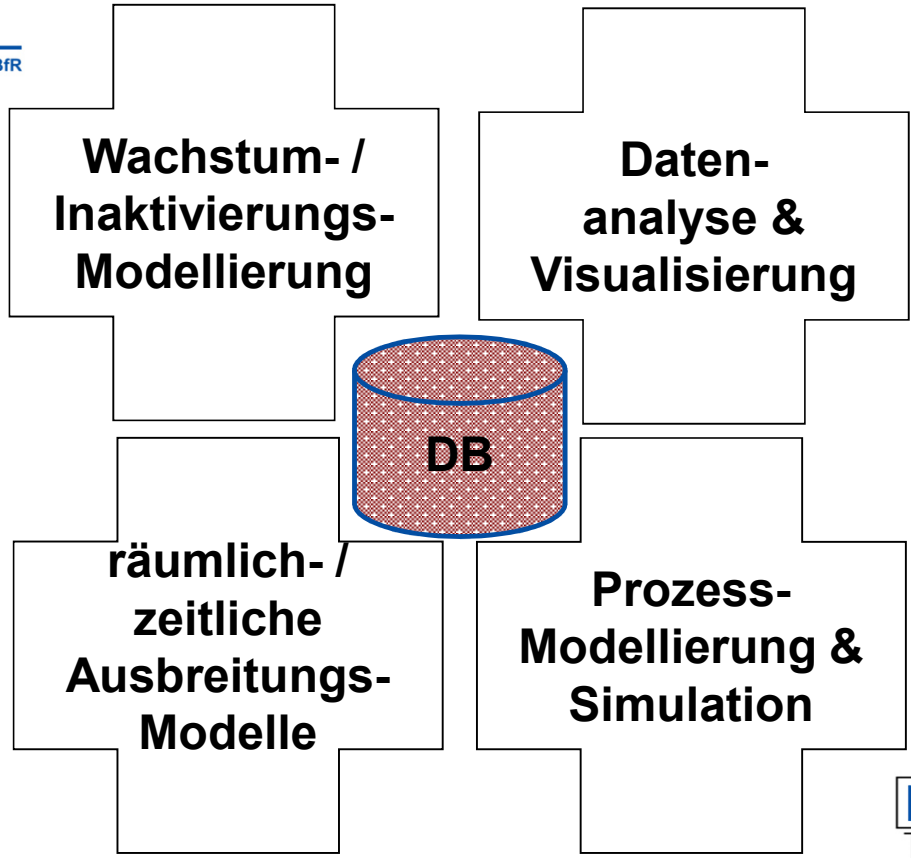 BfR
Wachstum- /
Inaktivierungs-
Modellierung
Daten-
analyse &
Visualisierung
DB
räumlich- /
zeitliche
Ausbreitungs-
Modelle
Prozess-
Modellierung &
Simulation